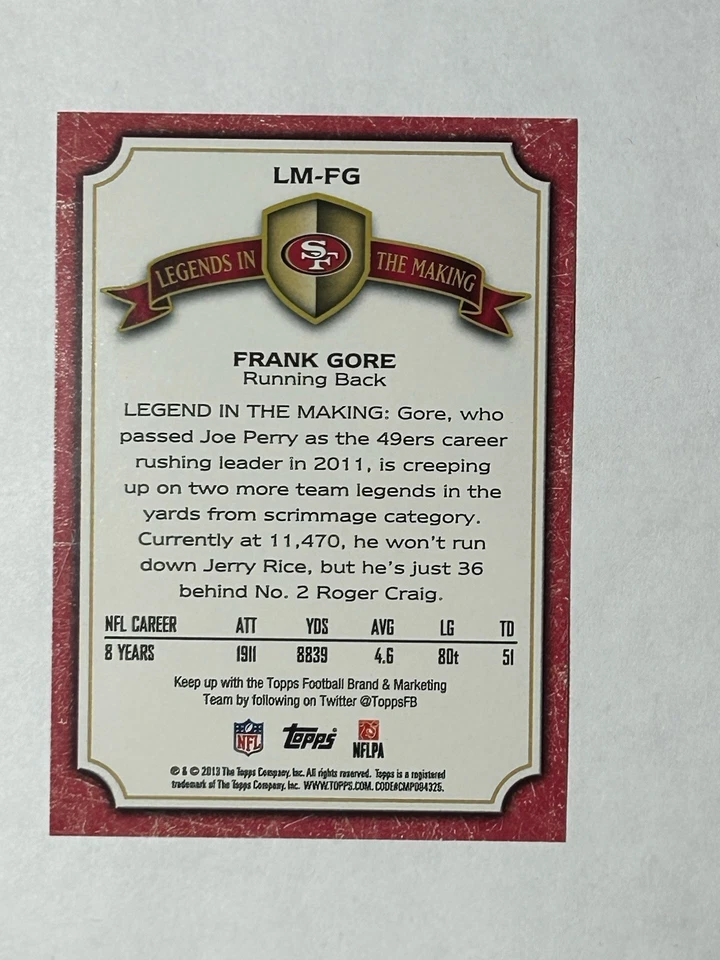 LM-FG
LEGENDS IN THE MAKING
SF
FRANK GORE
Running Back
LEGEND IN THE MAKING: Gore, who
passed Joe Perry as the 49ers career
rushing leader in 2011, is creeping
up on two more team legends in the
yards from scrimmage category.
Currently at 11,470, he won't run
down Jerry Rice, but he's just 36
behind No. 2 Roger Craig.
NFL CAREER ATT YDS AVG LG TD
8 YEARS 1911 8839 4.6 80t 51
Keep up with the Topps Football Brand & Marketing
Team by following on Twitter @ToppsFB
NFL Topps NFLPA
® & © 2013 The Topps Company, Inc. All rights reserved. Topps is a registered
trademark of The Topps Company, Inc. WWW.TOPPS.COM. CODE#CMP094325.